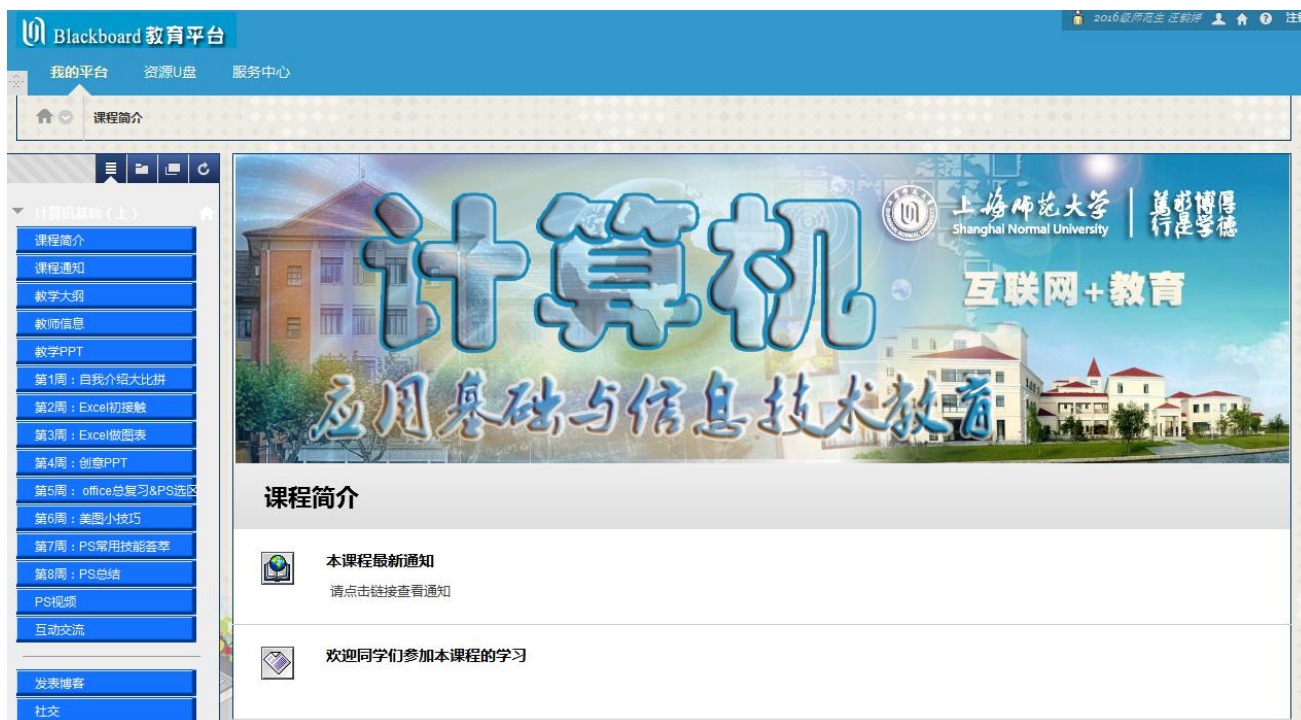 Blackboard 教育平台
2016级师范生
注
我的平台 资源U盘 服务中心
课程简介
计算机基础（上）
课程简介
课程通知
教学大纲
教师信息
教学PPT
第1周：自我介绍大比拼
第2周：Excel初接触
第3周：Excel做图表
第4周：创意PPT
第5周： office总复习&PS选区
第6周：美图小技巧
第7周：PS常用技能荟萃
第8周：PS总结
PS视频
互动交流
发表博客
社交
计算机
应用基础与信息技术教育
上海师范大学
Shanghai Normal University
互联网+教育
课程简介
本课程最新通知
请点击链接查看通知
欢迎同学们参加本课程的学习